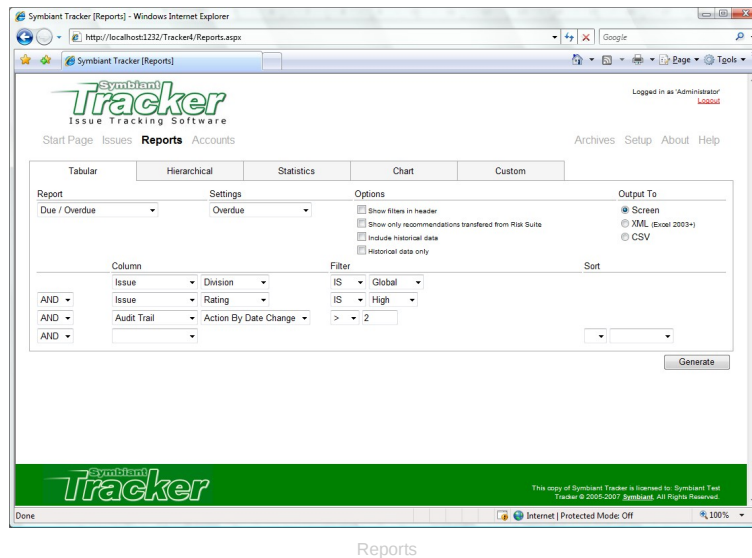 Symbiant Tracker [Reports] - Windows Internet Explorer
http://localhost:1232/Tracker4/Reports.aspx
Google
Symbiant Tracker [Reports]
Page
Tools
Symbiant
Tracker
Issue Tracking Software
Logged in as 'Administrator'
Logout
Start Page Issues Reports Accounts
Archives Setup About Help
Tabular Hierarchical Statistics Chart Custom
Report Settings Options Output To
Due / Overdue Overdue
Show filters in header
Show only recommendations transfered from Risk Suite
Include historical data
Historical data only
Screen
XML (Excel 2003+)
CSV
Column Filter Sort
Issue Division IS Global
AND Issue Rating IS High
AND Audit Trail Action By Date Change > 2
AND
Generate
Symbiant
Tracker
This copy of Symbiant Tracker is licensed to: Symbiant Test
Tracker © 2005-2007 Symbiant, All Rights Reserved.
Done
Internet | Protected Mode: Off
100%
Reports